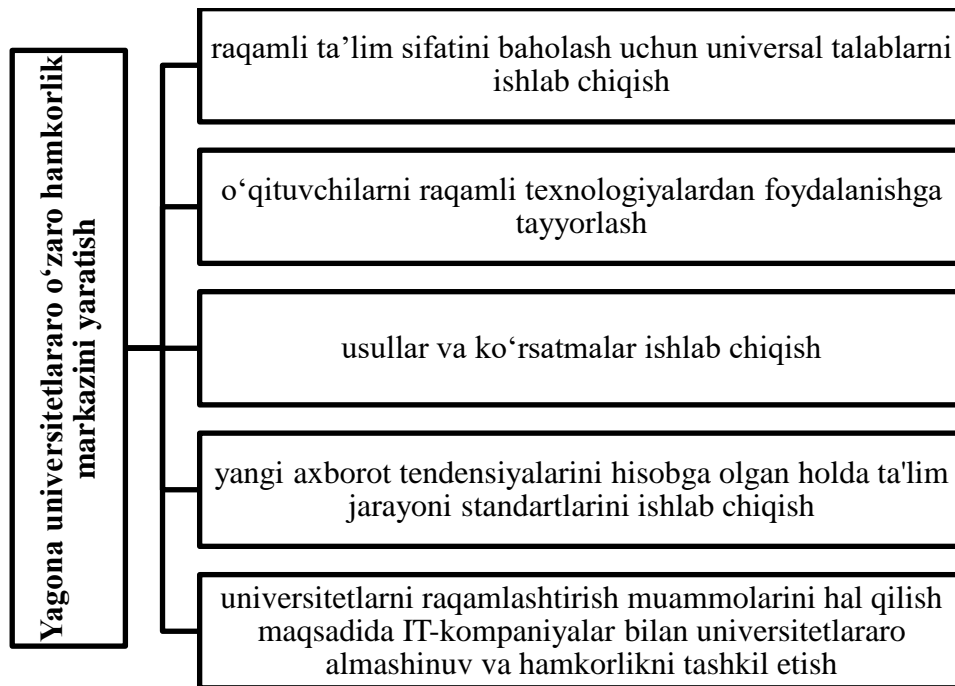 Yagona universitetlararo o‘zaro hamkorlik
markazini yaratish
raqamli ta’lim sifatini baholash uchun universal talablarni
ishlab chiqish
o‘qituvchilarni raqamli texnologiyalardan foydalanishga
tayyorlash
usullar va ko‘rsatmalar ishlab chiqish
yangi axborot tendensiyalarini hisobga olgan holda ta'lim
jarayoni standartlarini ishlab chiqish
universitetlarni raqamlashtirish muammolarini hal qilish
maqsadida IT-kompaniyalar bilan universitetlararo
almashinuv va hamkorlikni tashkil etish